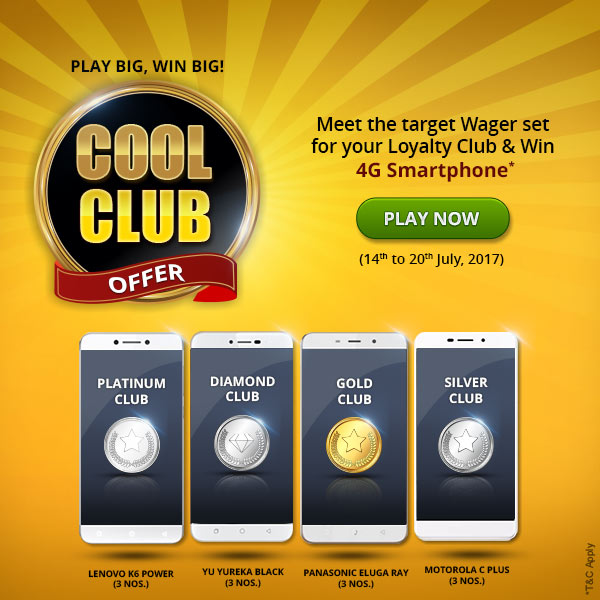 PLAY BIG, WIN BIG!
COOL
CLUB
OFFER
Meet the target Wager set
for your Loyalty Club & Win
4G Smartphone*
PLAY NOW
(14th to 20th July, 2017)
PLATINUM
CLUB
DIAMOND
CLUB
GOLD
CLUB
SILVER
CLUB
LENOVO K6 POWER
(3 NOS.)
YU YUREKA BLACK
(3 NOS.)
PANASONIC ELUGA RAY
(3 NOS.)
MOTOROLA C PLUS
(3 NOS.)
*T&C Apply